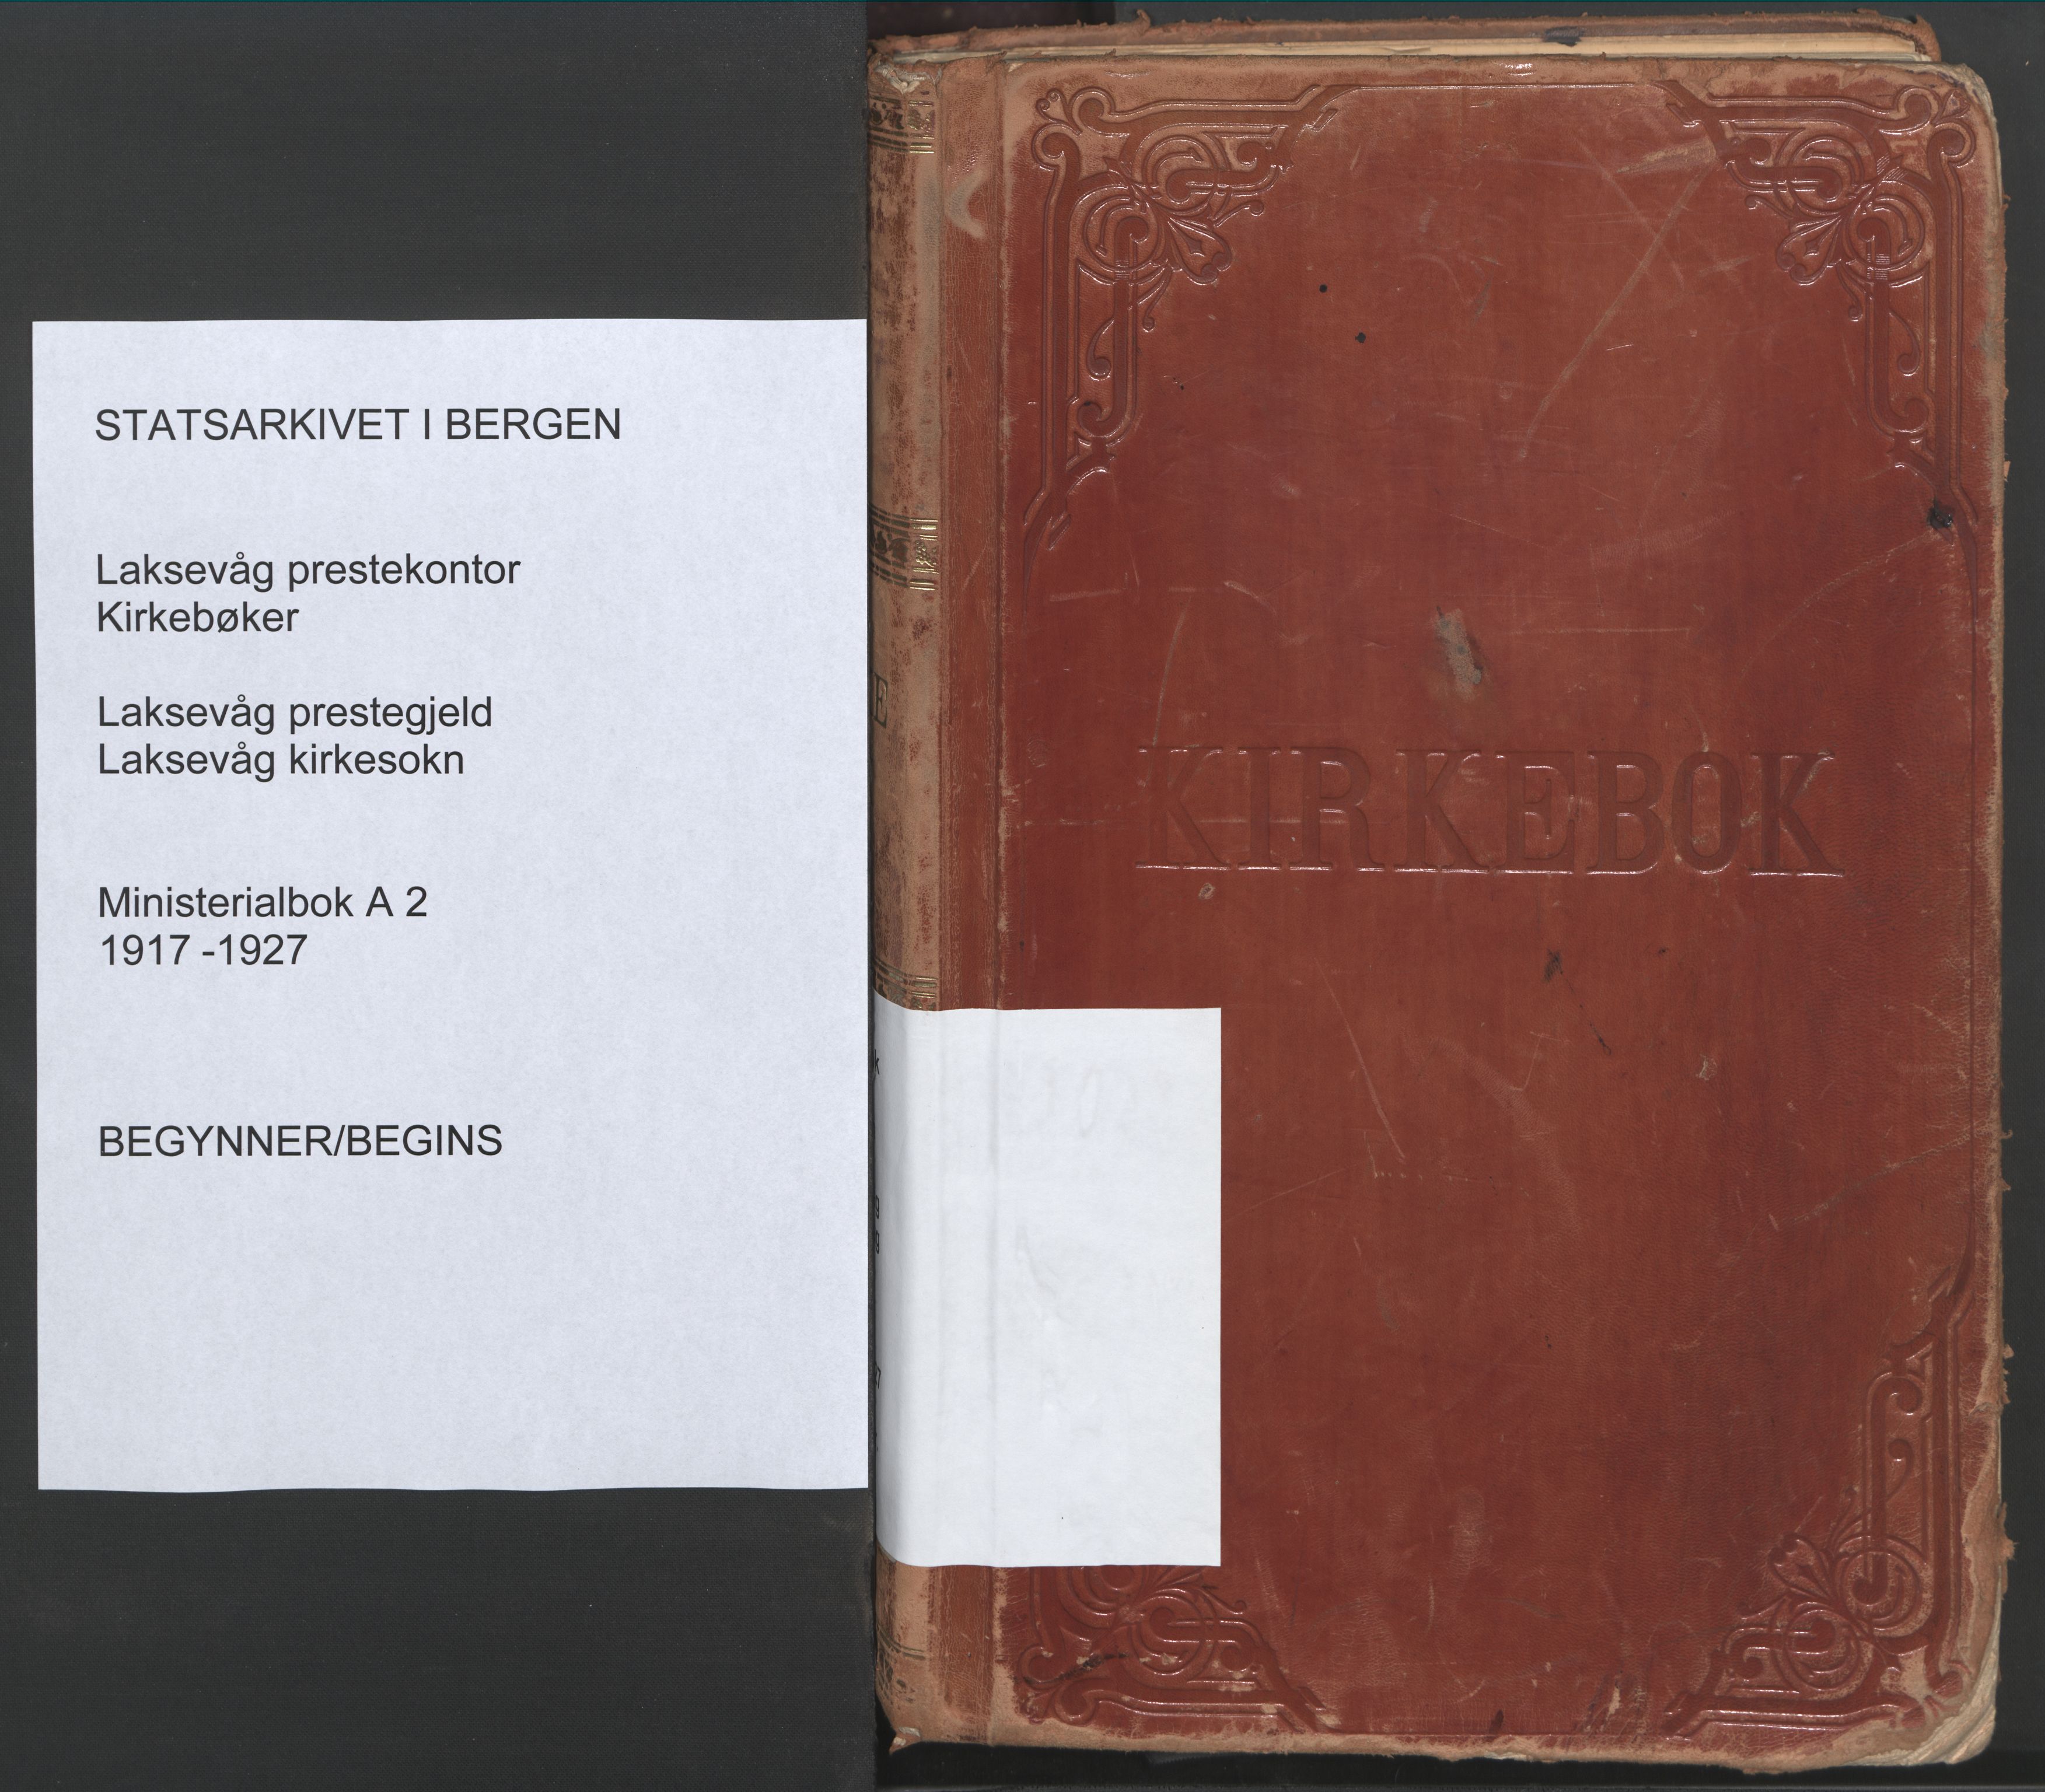 STATSARKIVET I BERGEN
Laksevåg prestekontor
Kirkebøker
Laksevåg prestegjeld
Laksevåg kirkesokn
Ministerialbok A 2
1917 -1927
BEGYNNER/BEGINS
KIRKEBOK